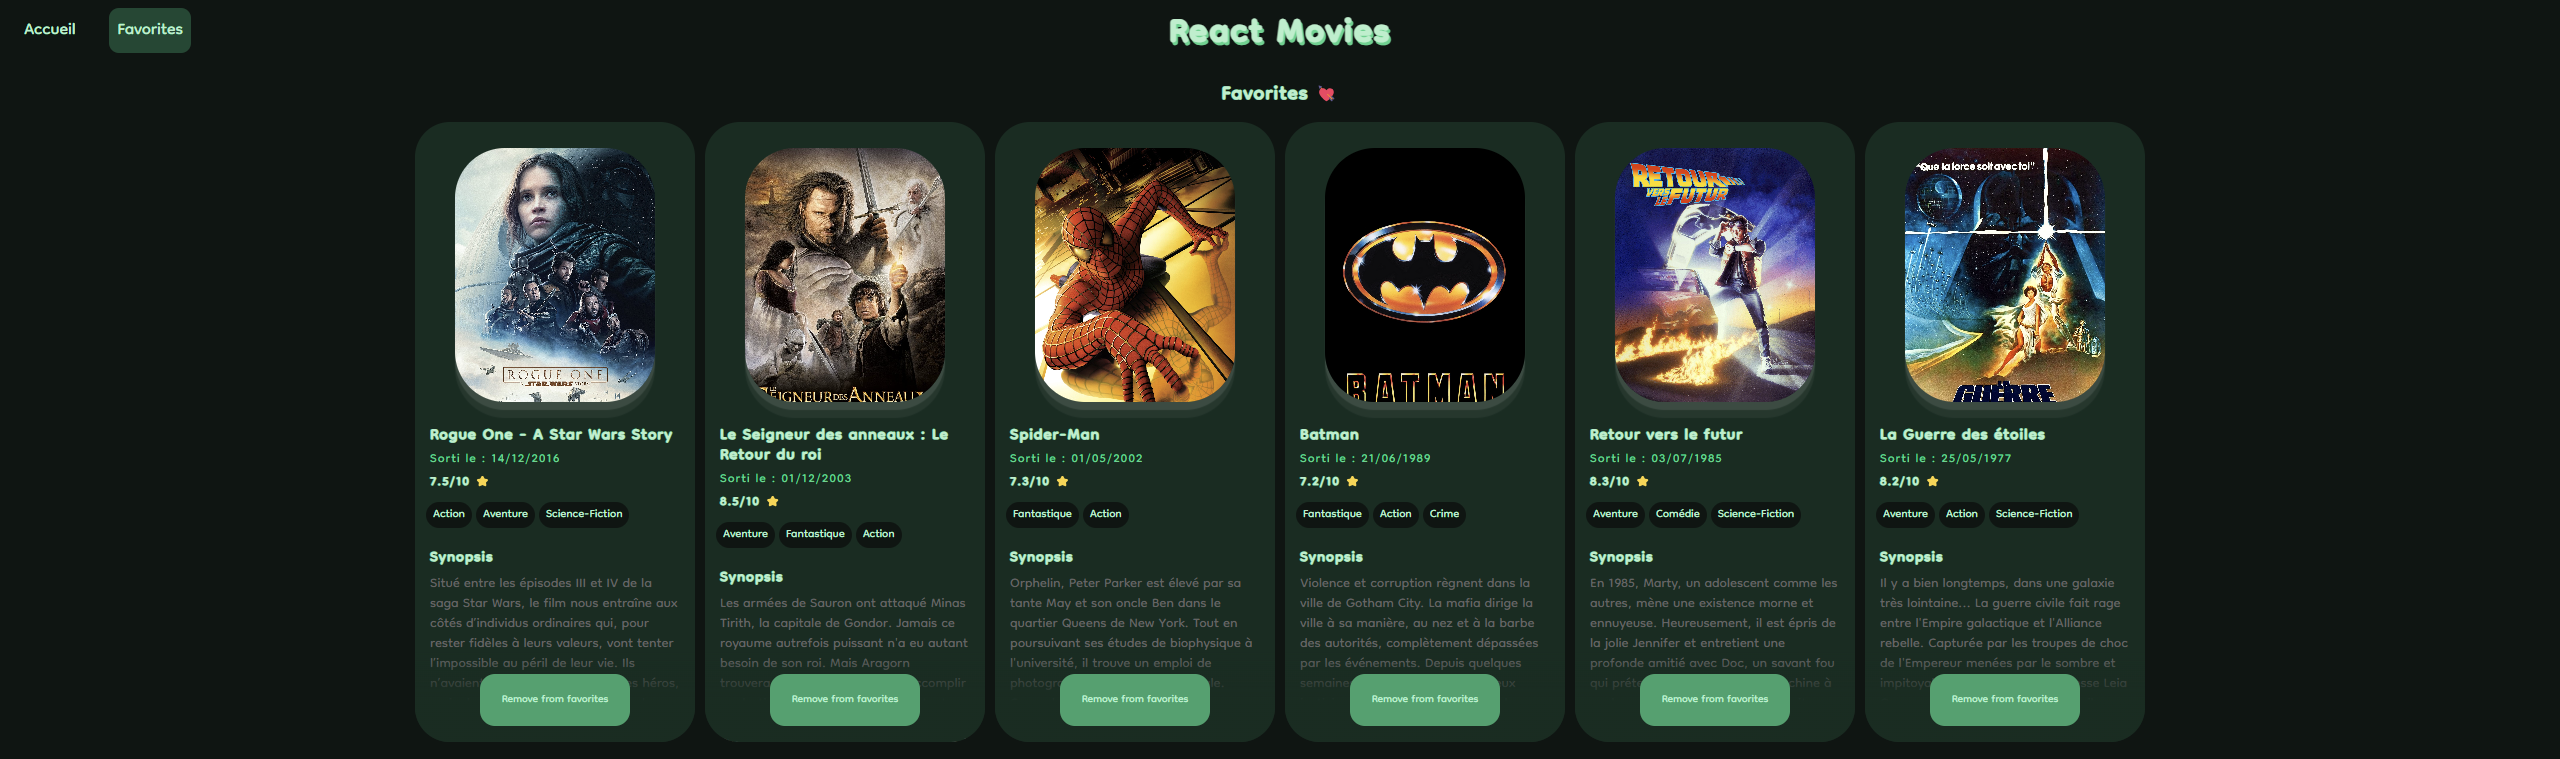 Accueil
Favorites
React Movies
Favorites
ROGUE ONE
A STAR WARS STORY
Rogue One - A Star Wars Story
Sorti le : 14/12/2016
7.5/10
Action
Aventure
Science-Fiction
Synopsis
Situé entre les épisodes III et IV de la
saga Star Wars, le film nous entraîne aux
côtés d'individus ordinaires qui, pour
rester fidèles à leurs valeurs, vont tenter
l'impossible au péril de leur vie. Ils
n'avaient héros,
Remove from favorites
SEIGNEUR DES ANNEAUX
Le Seigneur des anneaux : Le
Retour du roi
Sorti le : 01/12/2003
8.5/10
Aventure
Fantastique
Action
Synopsis
Les armées de Sauron ont attaqué Minas
Tirith, la capitale de Gondor. Jamais ce
royaume autrefois puissant n'a eu autant
besoin de son roi. Mais Aragorn
trouvera
Remove from favorites
Spider-Man
Sorti le : 01/05/2002
7.3/10
Fantastique
Action
Synopsis
Orphelin, Peter Parker est élevé par sa
tante May et son oncle Ben dans le
quartier Queens de New York. Tout en
poursuivant ses études de biophysique à
l'université, il trouve un emploi de
Remove from favorites
BATMAN
Batman
Sorti le : 21/06/1989
7.2/10
Fantastique
Action
Crime
Synopsis
Violence et corruption règnent dans la
ville de Gotham City. La mafia dirige la
ville à sa manière, au nez et à la barbe
des autorités, complètement dépassées
par les événements. Depuis quelques
Remove from favorites
RETOUR
VERS LE FUTUR
Retour vers le futur
Sorti le : 03/07/1985
8.3/10
Aventure
Comédie
Science-Fiction
Synopsis
En 1985, Marty, un adolescent comme les
autres, mène une existence morne et
ennuyeuse. Heureusement, il est épris de
la jolie Jennifer et entretient une
profonde amitié avec Doc, un savant fou
qui à
Remove from favorites
"Que la force soit avec toi"
LA
GUERRE
La Guerre des étoiles
Sorti le : 25/05/1977
8.2/10
Aventure
Action
Science-Fiction
Synopsis
Il y a bien longtemps, dans une galaxie
très lointaine... La guerre civile fait rage
entre l'Empire galactique et l'Alliance
rebelle. Capturée par les troupes de choc
de l'Empereur menées par le sombre et
Leia
Remove from favorites